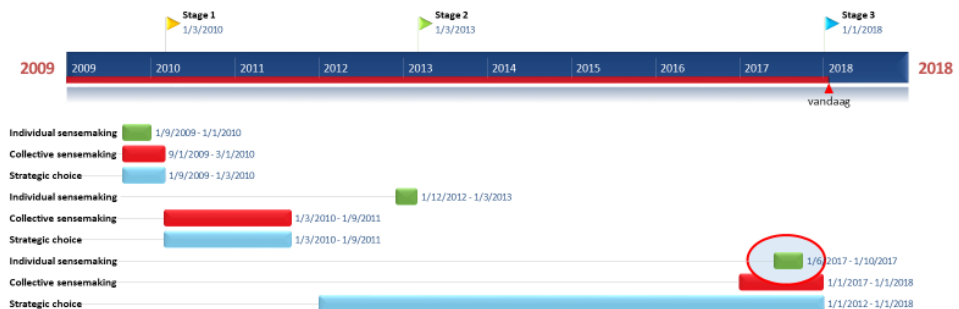 Stage 1
1/3/2010
Stage 2
1/3/2013
Stage 3
1/1/2018
2009 2009 2010 2011 2012 2013 2014 2015 2016 2017 2018 2018
vandaag
Individual sensemaking 1/9/2009 - 1/1/2010
Collective sensemaking 9/1/2009 - 3/1/2010
Strategic choice 1/9/2009 - 1/3/2010
Individual sensemaking 1/12/2012 - 1/3/2013
Collective sensemaking 1/3/2010 - 1/9/2011
Strategic choice 1/3/2010 - 1/9/2011
Individual sensemaking 1/6/2017 - 1/10/2017
Collective sensemaking 1/1/2017 - 1/1/2018
Strategic choice 1/1/2012 - 1/1/2018